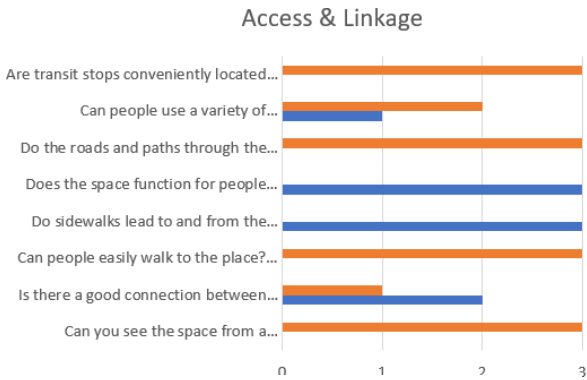 Access & Linkage
Are transit stops conveniently located...
Can people use a variety of...
Do the roads and paths through the...
Does the space function for people...
Do sidewalks lead to and from the...
Can people easily walk to the place?...
Is there a good connection between...
Can you see the space from a...
0 1 2 3